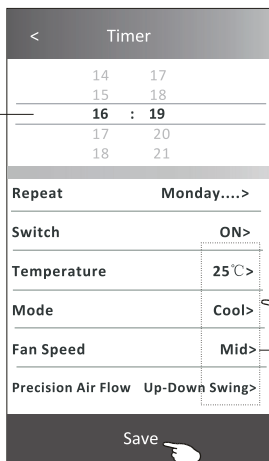 < Timer
14 17
15 18
16 : 19
17 20
18 21
Repeat Monday....>
Switch ON>
Temperature 25℃>
Mode Cool>
Fan Speed Mid>
Precision Air Flow Up-Down Swing>
Save